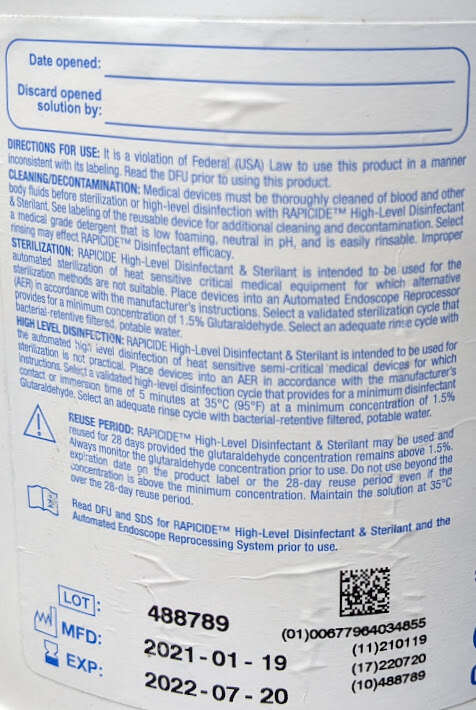 Date opened:
Discard opened
solution by:
DIRECTIONS FOR USE: It is a violation of Federal (USA) Law to use this product in a manner
inconsistent with its labeling. Read the DFU prior to using this product.
CLEANING/DECONTAMINATION: Medical devices must be thoroughly cleaned of blood and other
body fluids before sterilization or high-level disinfection with RAPICIDE™ High-Level Disinfectant
& Sterilant. See labeling of the reusable device for additional cleaning and decontamination. Select
a medical grade detergent that is low foaming, neutral in pH, and is easily rinsable. Improper
rinsing may effect RAPICIDE™ Disinfectant efficacy.
STERILIZATION: RAPICIDE High-Level Disinfectant & Sterilant is intended to be used for the
automated sterilization of heat sensitive critical medical equipment for which alternative
sterilization methods are not suitable. Place devices into an Automated Endoscope Reprocessor
(AER) in accordance with the manufacturer's instructions. Select a validated sterilization cycle that
provides for a minimum concentration of 1.5% Glutaraldehyde. Select an adequate rinse cycle with
bacterial-retentive filtered, potable water.
HIGH LEVEL DISINFECTION: RAPICIDE High-Level Disinfectant & Sterilant is intended to be used for
the automated high level disinfection of heat sensitive semi-critical medical devices for which
sterilization is not practical. Place devices into an AER in accordance with the manufacturer's
instructions. Select a validated high-level disinfection cycle that provides for a minimum disinfectant
contact or immersion time of 5 minutes at 35°C (95°F) at a minimum concentration of 1.5%
Glutaraldehyde. Select an adequate rinse cycle with bacterial-retentive filtered, potable water.
REUSE PERIOD: RAPICIDE™ High-Level Disinfectant & Sterilant may be used and
reused for 28 days provided the glutaraldehyde concentration remains above 1.5%.
Always monitor the glutaraldehyde concentration prior to use. Do not use beyond the
expiration date on the product label or the 28-day reuse period even if the
concentration is above the minimum concentration. Maintain the solution at 35°C
over the 28-day reuse period.
Read DFU and SDS for RAPICIDE™ High-Level Disinfectant & Sterilant and the
Automated Endoscope Reprocessing System prior to use.
LOT: 488789
MFD: 2021-01-19
EXP: 2022-07-20
(01)00677964034855
(11)210119
(17)220720
(10)488789